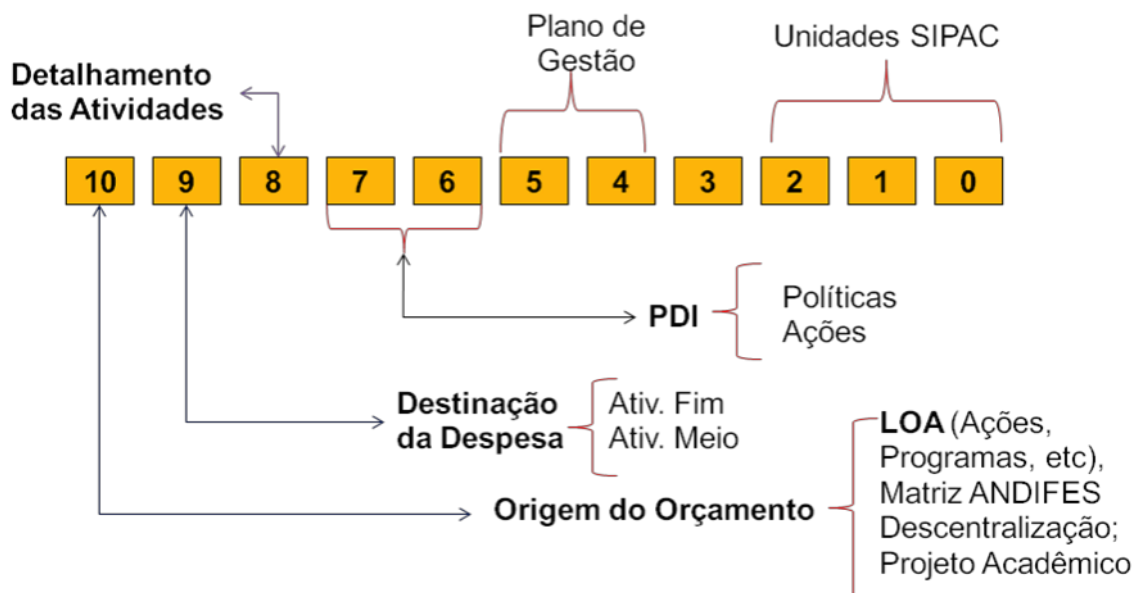 Plano de
Gestão
Unidades SIPAC
Detalhamento
das Atividades
10 9 8 7 6 5 4 3 2 1 0
PDI
Políticas
Ações
Destinação
da Despesa
Ativ. Fim
Ativ. Meio
Origem do Orçamento
LOA (Ações,
Programas, etc),
Matriz ANDIFES
Descentralização;
Projeto Acadêmico